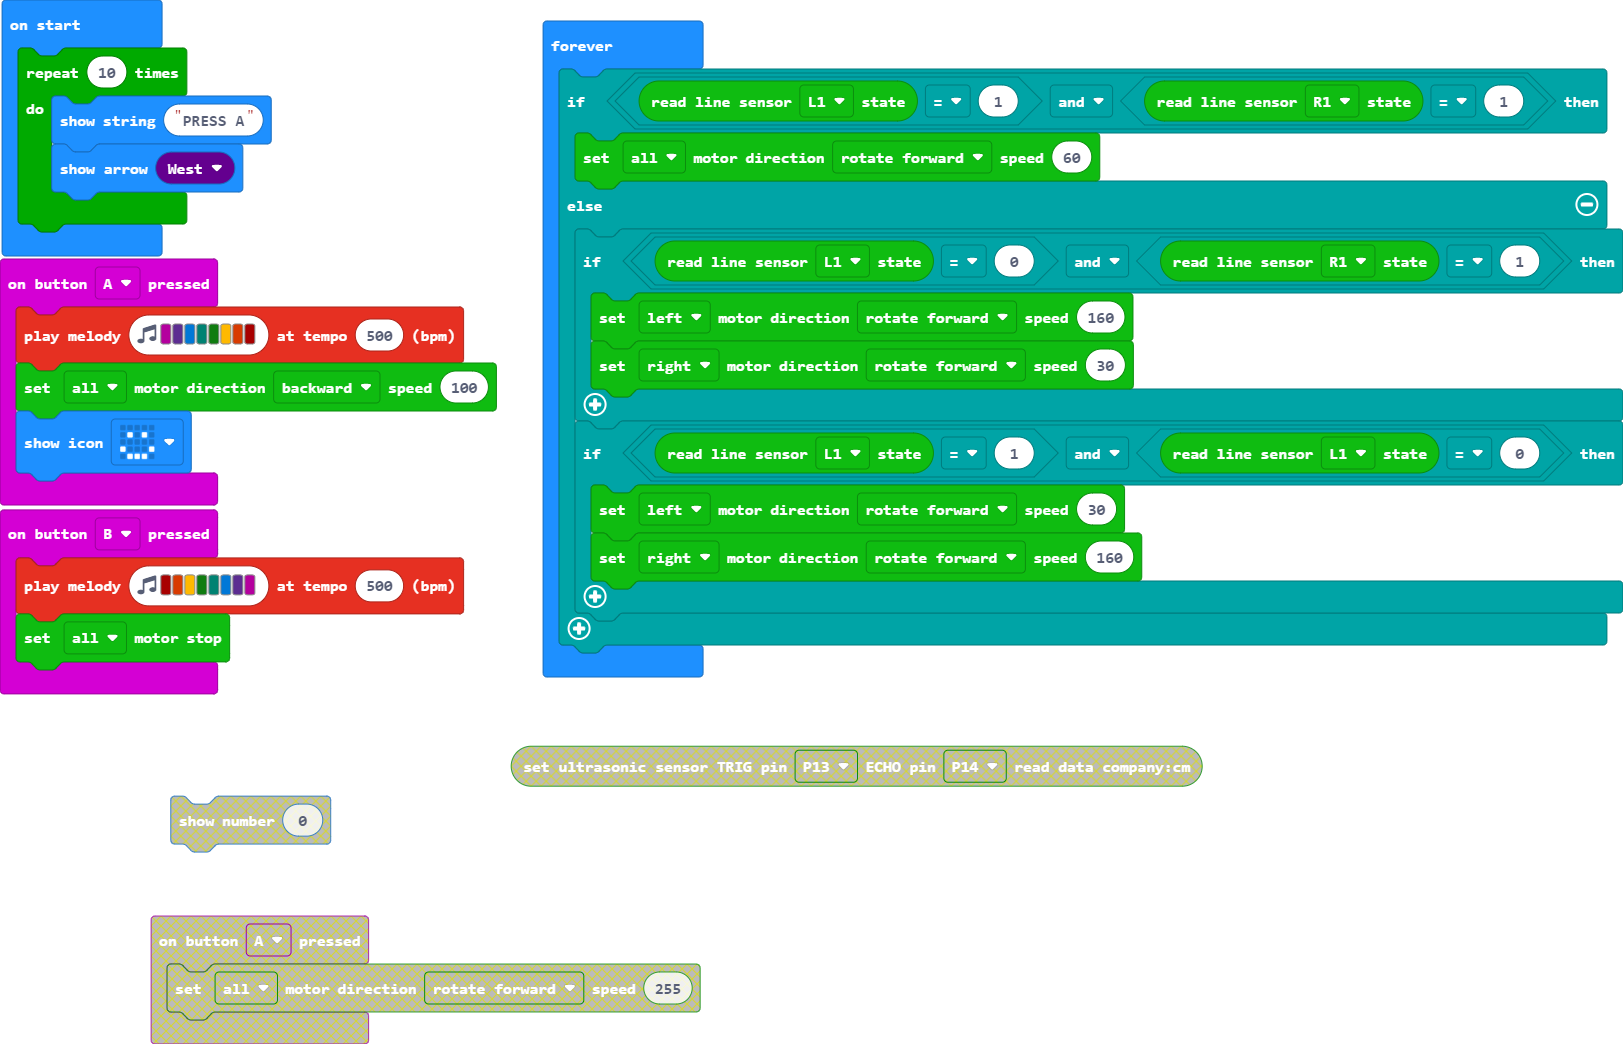 on start
repeat 10 times
do
show string "PRESS A"
show arrow West
on button A pressed
play melody at tempo 500 (bpm)
set all motor direction backward speed 100
show icon
on button B pressed
play melody at tempo 500 (bpm)
set all motor stop
forever
if read line sensor L1 state = 1 and read line sensor R1 state = 1 then
set all motor direction rotate forward speed 60
else
if read line sensor L1 state = 0 and read line sensor R1 state = 1 then
set left motor direction rotate forward speed 160
set right motor direction rotate forward speed 30
if read line sensor L1 state = 1 and read line sensor L1 state = 0 then
set left motor direction rotate forward speed 30
set right motor direction rotate forward speed 160
set ultrasonic sensor TRIG pin P13 ECHO pin P14 read data company:cm
show number 0
on button A pressed
set all motor direction rotate forward speed 255